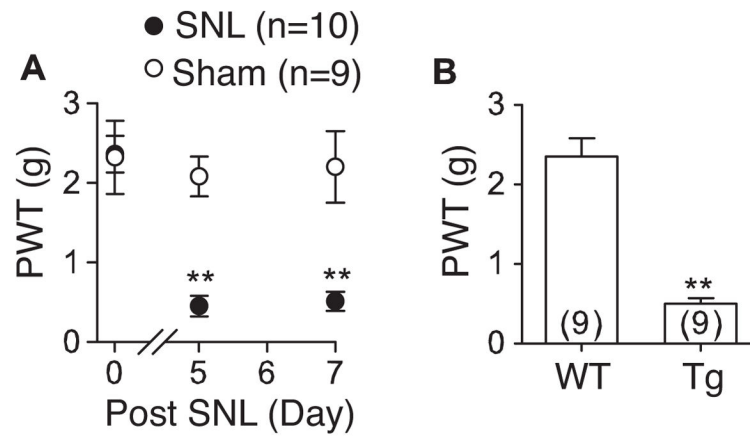 SNL (n=10)
Sham (n=9)
A
3
2
1
0
PWT (g)
**
**
0
5
6
7
Post SNL (Day)
B
3
2
1
0
PWT (g)
**
(9)
(9)
WT
Tg